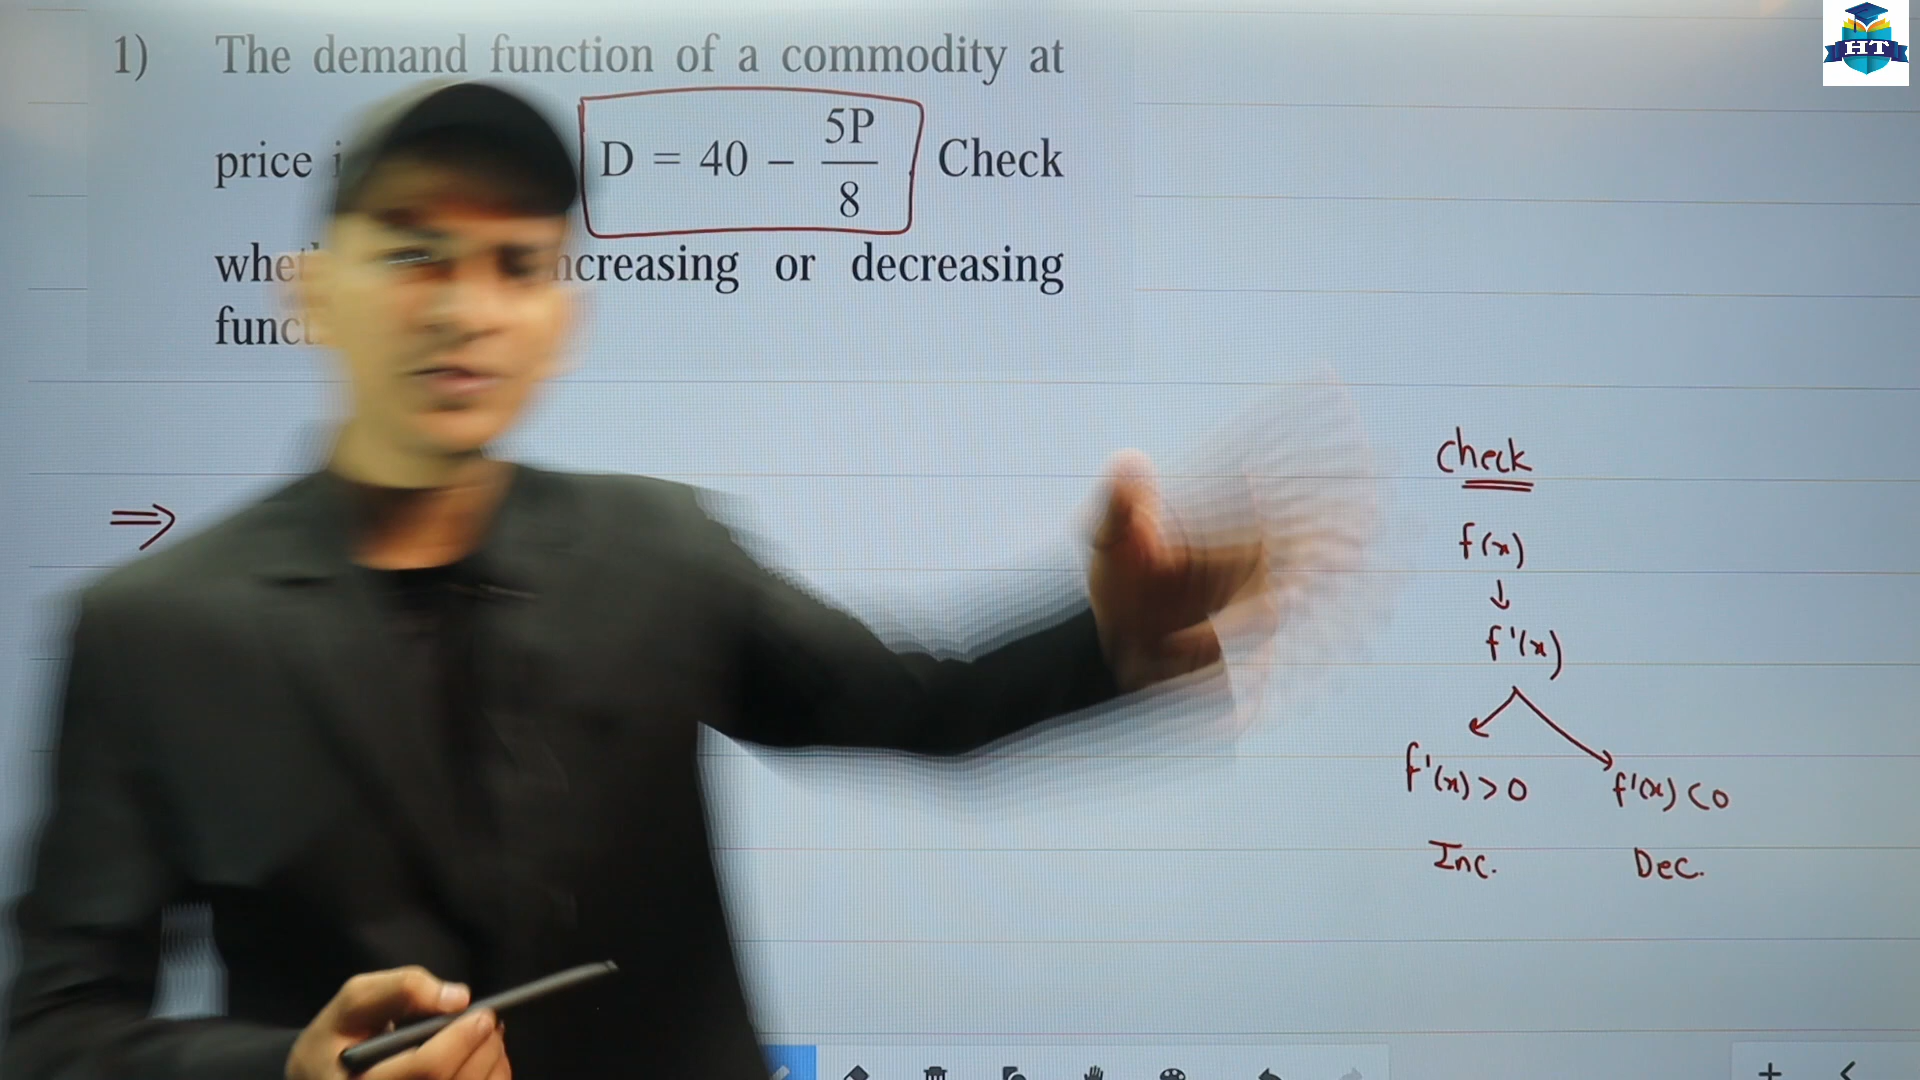 1) The demand function of a commodity at
price D = 40 − 5P/8 Check
increasing or decreasing
⇒
Check
f(x)
↓
f'(x)
f'(x) > 0 f'(x) < 0
Inc. Dec.
HT